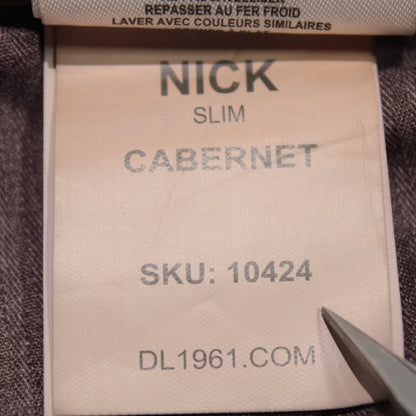 REPASSER AU FER FROID
LAVER AVEC COULEURS SIMILAIRES
NICK
SLIM
CABERNET
SKU: 10424
DL1961.COM